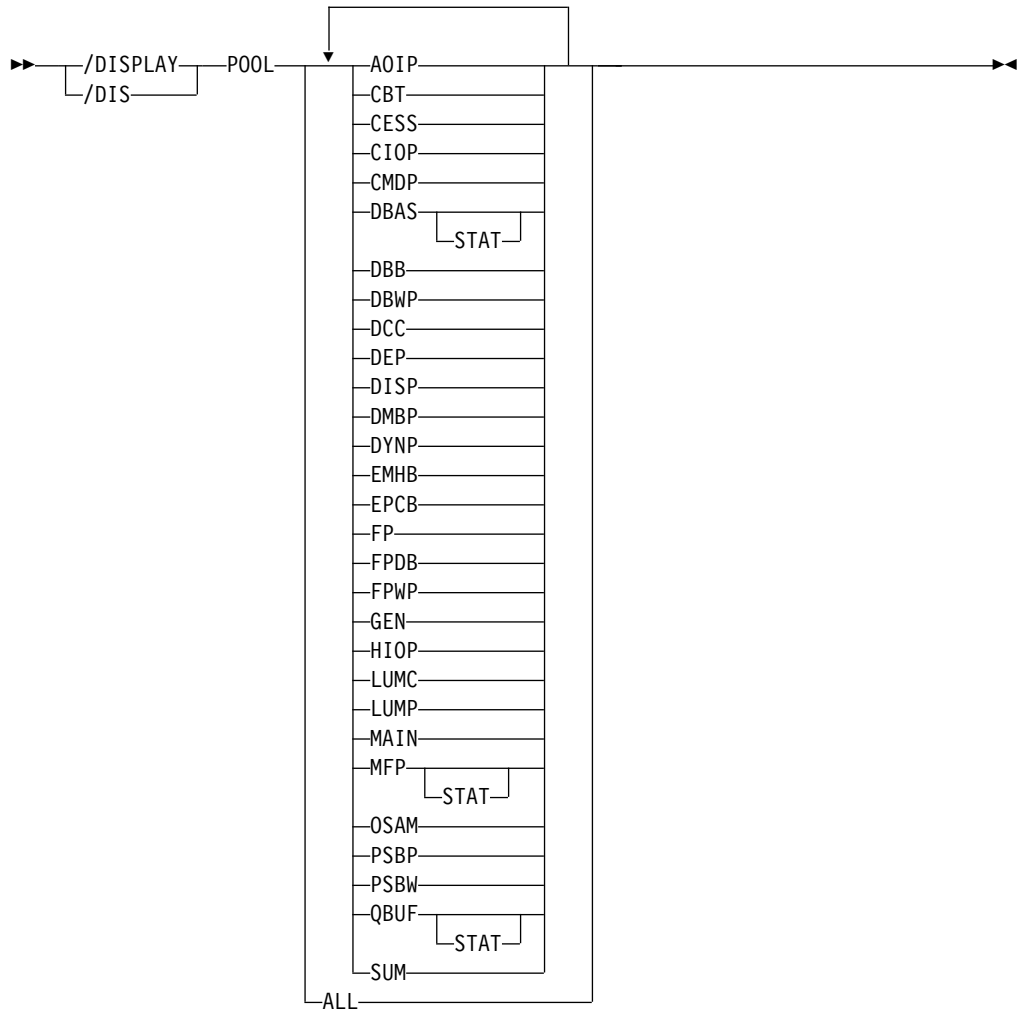 /DISPLAY POOL AOIP
/DIS CBT
CESS
CIOP
CMDP
DBAS
STAT
DBB
DBWP
DCC
DEP
DISP
DMBP
DYNP
EMHB
EPCB
FP
FPDB
FPWP
GEN
HIOP
LUMC
LUMP
MAIN
MFP
STAT
OSAM
PSBP
PSBW
QBUF
STAT
SUM
ALL